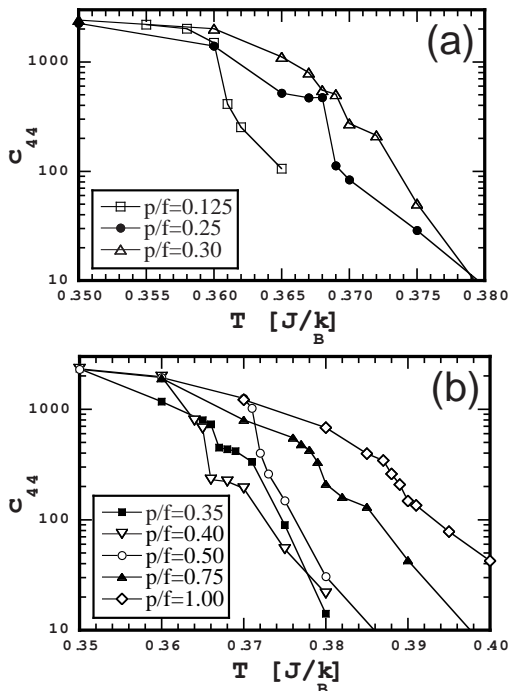 (a)
1000
100
10
c44
p/f=0.125
p/f=0.25
p/f=0.30
0.350 0.355 0.360 0.365 0.370 0.375 0.380
T [J/kB]
(b)
1000
100
10
c44
p/f=0.35
p/f=0.40
p/f=0.50
p/f=0.75
p/f=1.00
0.35 0.36 0.37 0.38 0.39 0.40
T [J/kB]